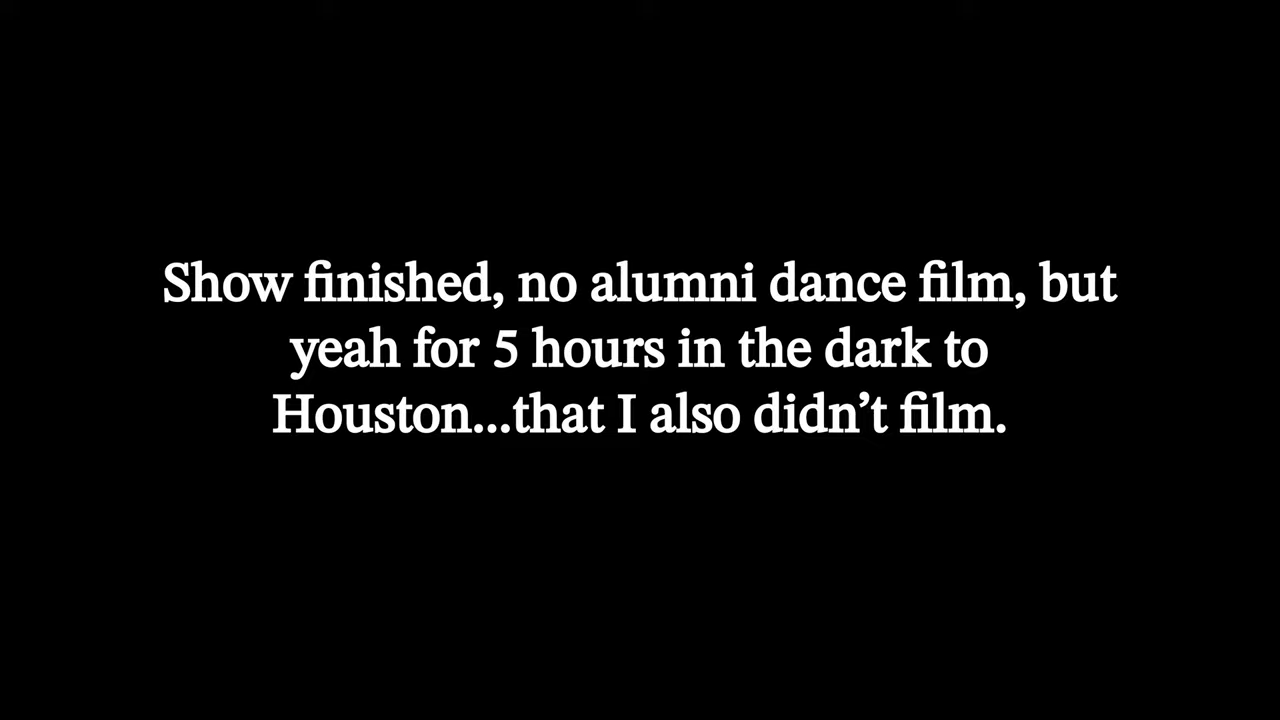 Show finished, no alumni dance film, but
yeah for 5 hours in the dark to
Houston...that I also didn’t film.